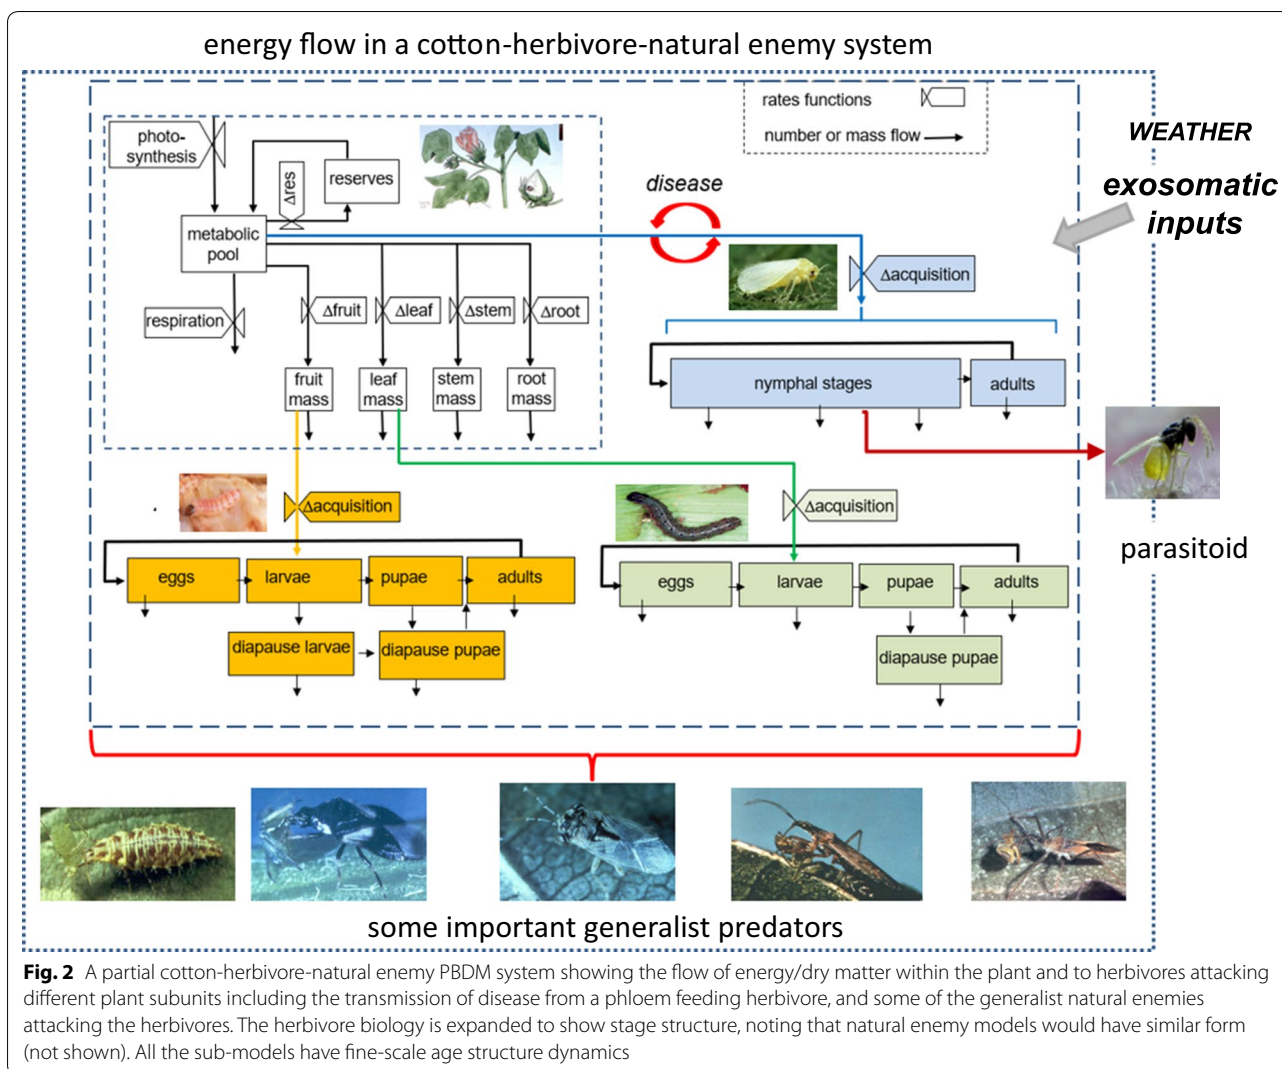 energy flow in a cotton-herbivore-natural enemy system
rates functions
number or mass flow
WEATHER
exosomatic
inputs
photo-
synthesis
Δres
reserves
disease
metabolic
pool
Δacquisition
respiration
Δfruit
Δleaf
Δstem
Δroot
fruit
mass
leaf
mass
stem
mass
root
mass
nymphal stages
adults
parasitoid
Δacquisition
Δacquisition
eggs
larvae
pupae
adults
diapause larvae
diapause pupae
eggs
larvae
pupae
adults
diapause pupae
some important generalist predators
Fig. 2 A partial cotton-herbivore-natural enemy PBDM system showing the flow of energy/dry matter within the plant and to herbivores attacking
different plant subunits including the transmission of disease from a phloem feeding herbivore, and some of the generalist natural enemies
attacking the herbivores. The herbivore biology is expanded to show stage structure, noting that natural enemy models would have similar form
(not shown). All the sub-models have fine-scale age structure dynamics